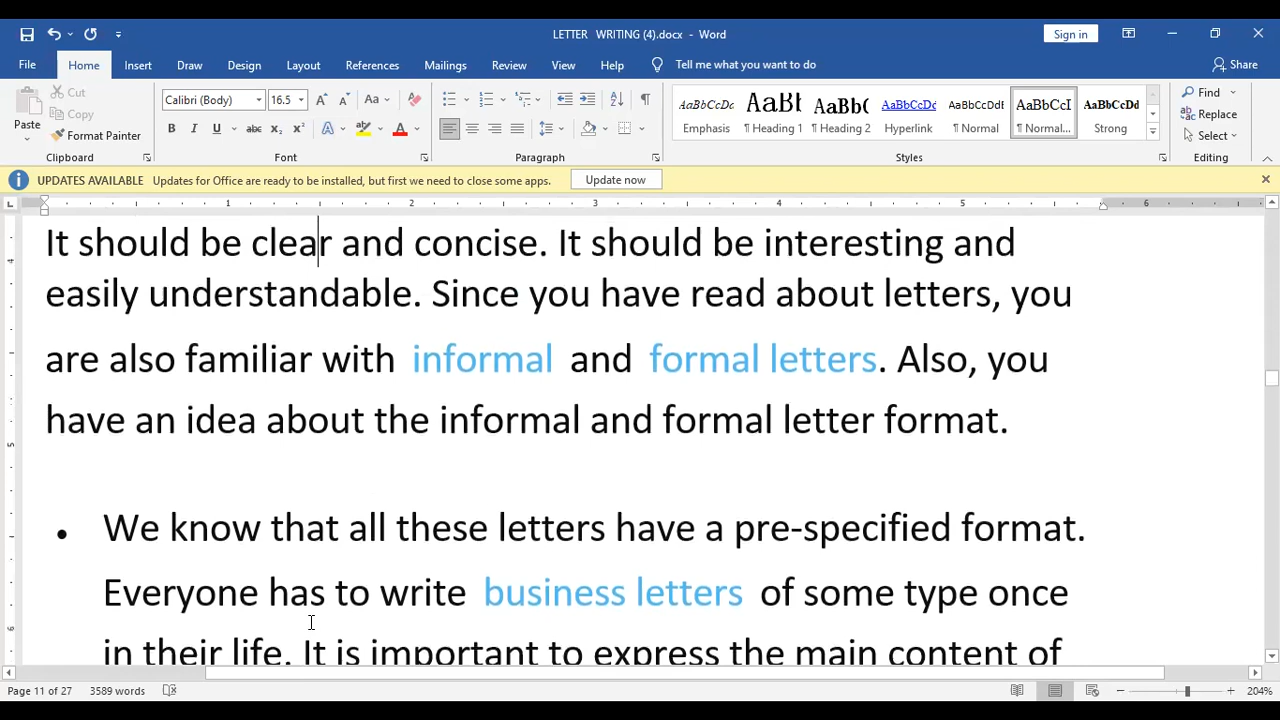 LETTER WRITING (4).docx - Word
Sign in
File Home Insert Draw Design Layout References Mailings Review View Help Tell me what you want to do Share
Paste Cut Copy Format Painter Clipboard
Calibri (Body) 16.5 Font
Paragraph
AaBbCcDc Emphasis AaBbC Heading 1 AaBbC Heading 2 AaBbCcDc Hyperlink AaBbCcDdE ¶ Normal AaBbCcI ¶ Normal... AaBbCcDd Strong Styles
Find Replace Select Editing
UPDATES AVAILABLE Updates for Office are ready to be installed, but first we need to close some apps. Update now
1 2 3 4 5 6
It should be clear and concise. It should be interesting and
easily understandable. Since you have read about letters, you
are also familiar with informal and formal letters. Also, you
have an idea about the informal and formal letter format.
• We know that all these letters have a pre-specified format.
Everyone has to write business letters of some type once
in their life. It is important to express the main content of
Page 11 of 27 3589 words 204%